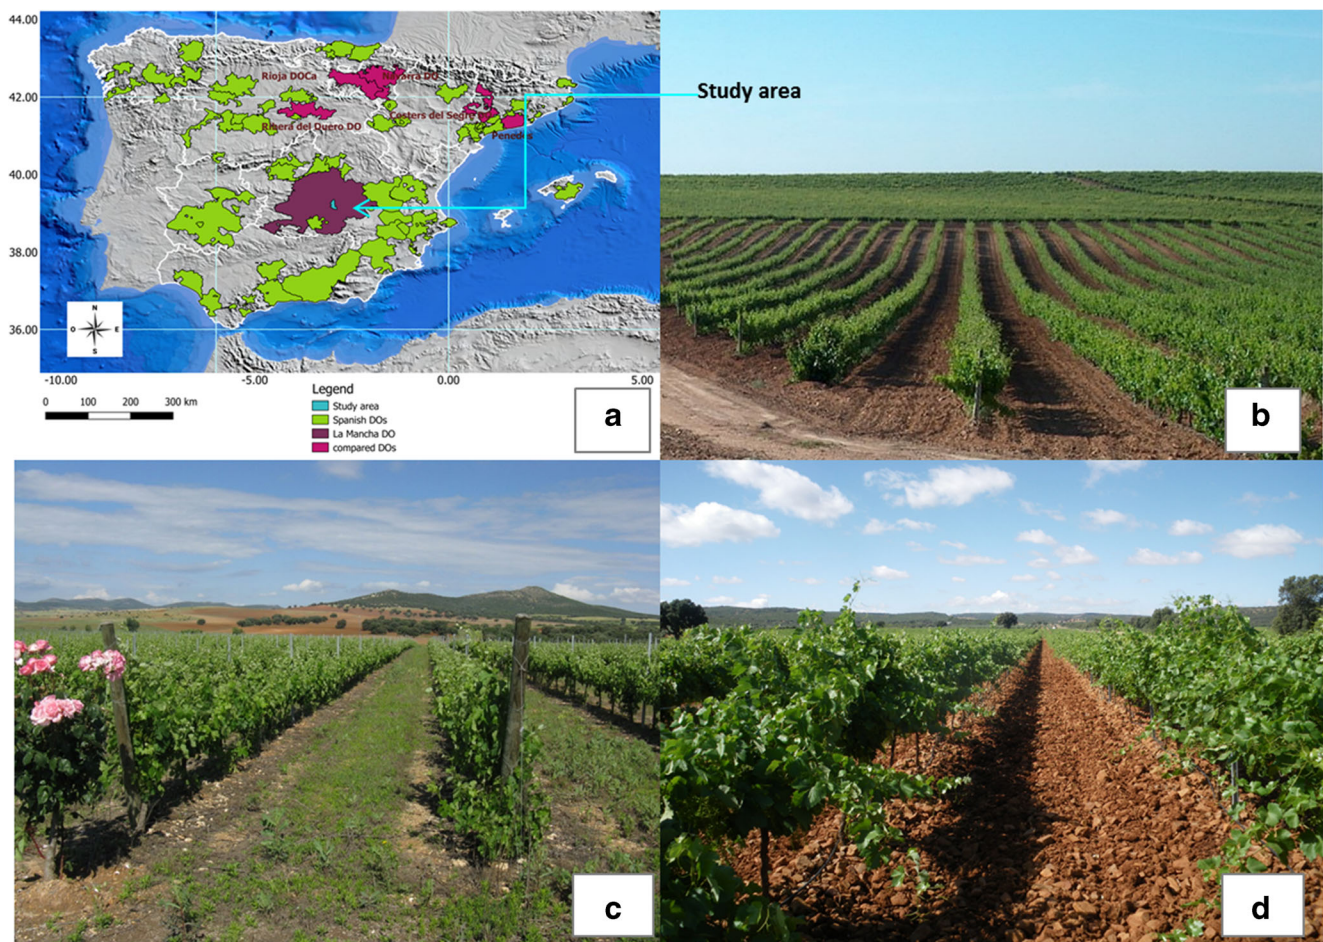 44.00
Rioja DOCa
Navarra DO
42.00
Study area
Costers del Segre DO
Ribera del Duero DO
Penedés
40.00
38.00
N
O E
S
36.00
-10.00 -5.00 0.00 5.00
Legend
0 100 200 300 km
Study area
Spanish DOs
La Mancha DO
compared DOs
a
b
c
d